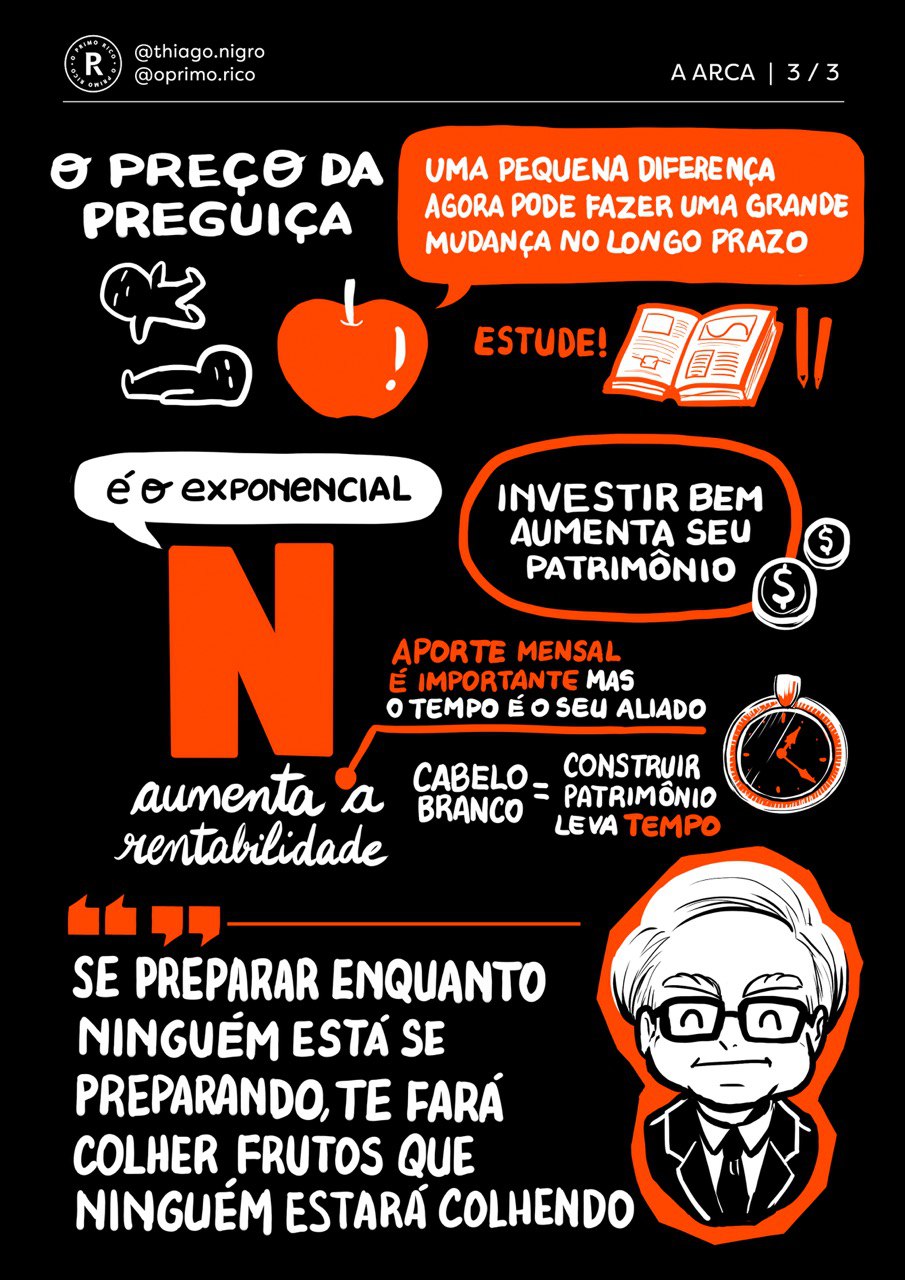 R
O PRIMO RICO • O PRIMO RICO •
@thiago.nigro
@oprimo.rico
A ARCA | 3 / 3
O PREÇO DA
PREGUIÇA
UMA PEQUENA DIFERENÇA
AGORA PODE FAZER UMA GRANDE
MUDANÇA NO LONGO PRAZO
ESTUDE!
é o exponencial
N
aumenta a
rentabilidade
INVESTIR BEM
AUMENTA SEU
PATRIMÔNIO
$
$
APORTE MENSAL
É IMPORTANTE MAS
O TEMPO É O SEU ALIADO
CABELO
BRANCO
=
CONSTRUIR
PATRIMÔNIO
LEVA TEMPO
SE PREPARAR ENQUANTO
NINGUÉM ESTÁ SE
PREPARANDO, TE FARÁ
COLHER FRUTOS QUE
NINGUÉM ESTARÁ COLHENDO